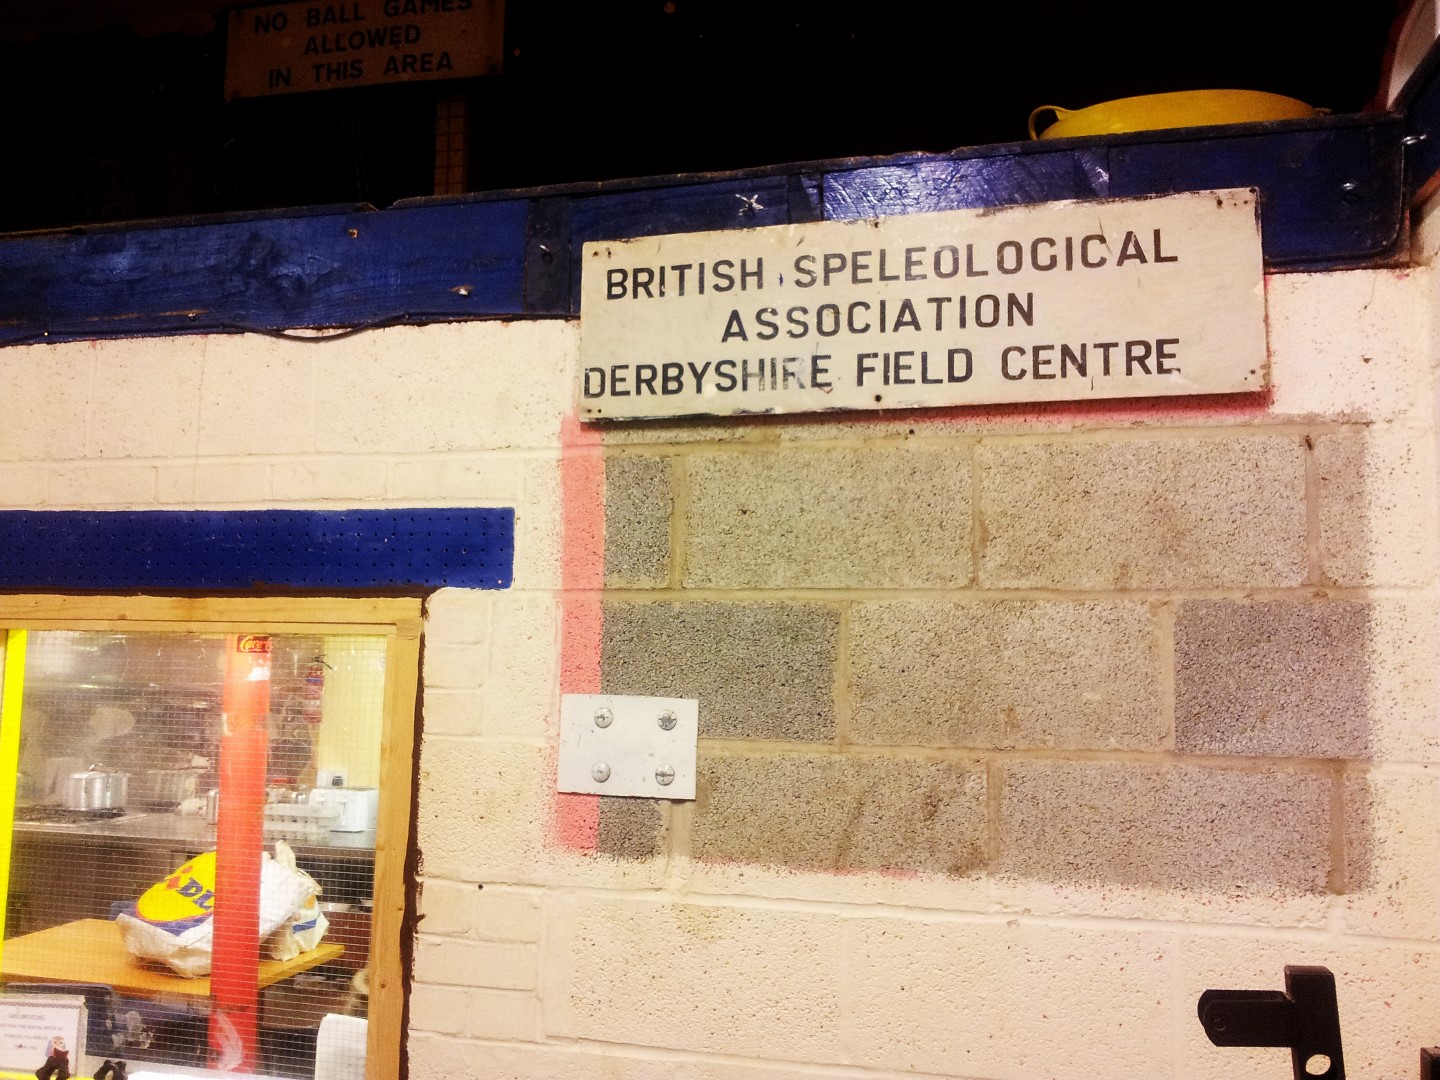 NO BALL GAMES
ALLOWED
IN THIS AREA
BRITISH SPELEOLOGICAL
ASSOCIATION
DERBYSHIRE FIELD CENTRE